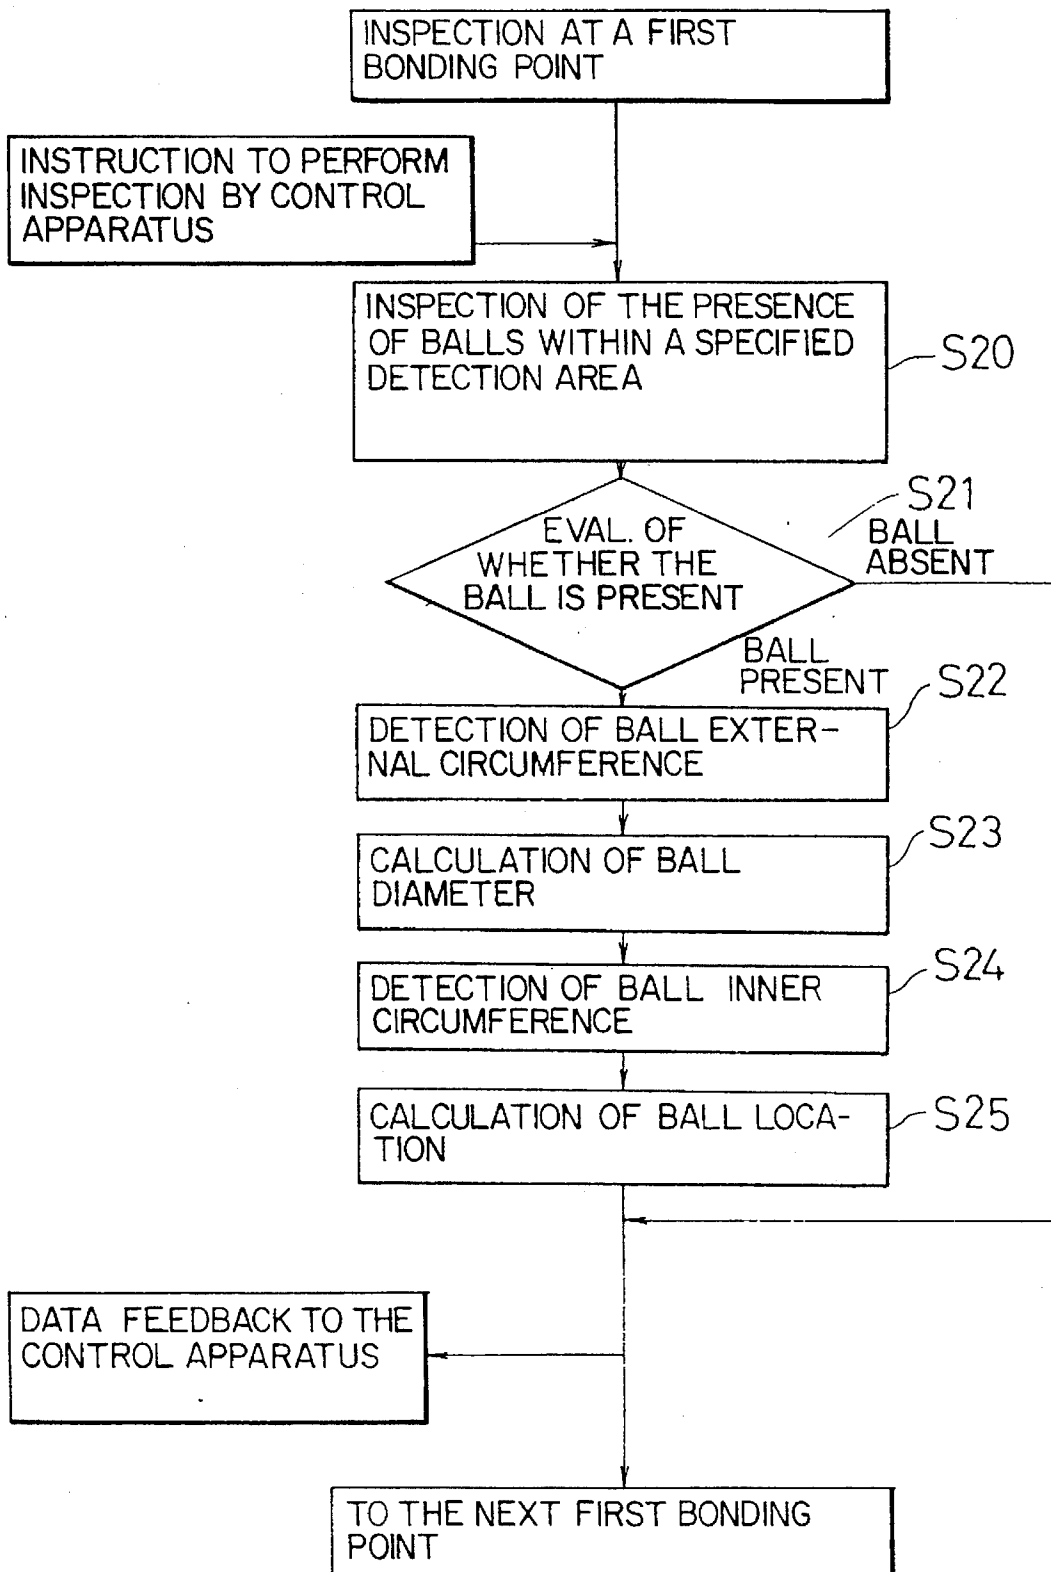 INSPECTION AT A FIRST
BONDING POINT
INSTRUCTION TO PERFORM
INSPECTION BY CONTROL
APPARATUS
INSPECTION OF THE PRESENCE
OF BALLS WITHIN A SPECIFIED
DETECTION AREA
S20
S21
EVAL. OF
WHETHER THE
BALL IS PRESENT
BALL
ABSENT
BALL
PRESENT
S22
DETECTION OF BALL EXTER-
NAL CIRCUMFERENCE
S23
CALCULATION OF BALL
DIAMETER
S24
DETECTION OF BALL INNER
CIRCUMFERENCE
S25
CALCULATION OF BALL LOCA-
TION
DATA FEEDBACK TO THE
CONTROL APPARATUS
TO THE NEXT FIRST BONDING
POINT